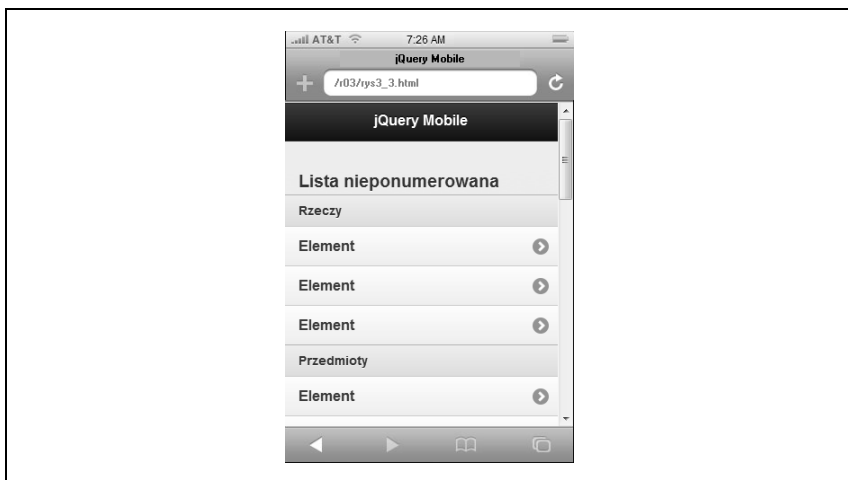 AT&T 7:26 AM
jQuery Mobile
/r03/rys3_3.html
jQuery Mobile
Lista nieponumerowana
Rzeczy
Element
Element
Element
Przedmioty
Element